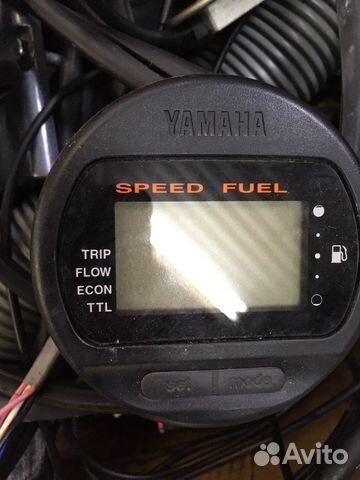 YAMAHA
SPEED FUEL
TRIP
FLOW
ECON
TTL
set mode
Avito